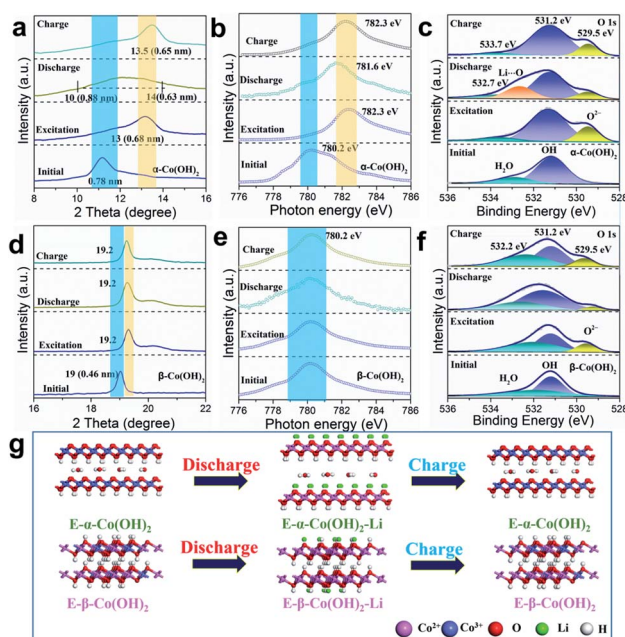 a
Charge
13.5 (0.65 nm)
Discharge
10 (0.88 nm)
14(0.63 nm)
Excitation
13 (0.68 nm)
Initial
0.78 nm
α-Co(OH)2
8 10 12 14 16
2 Theta (degree)
Intensity (a.u.)
b
Charge
782.3 eV
Discharge
781.6 eV
Excitation
782.3 eV
Initial
780.2 eV
α-Co(OH)2
776 778 780 782 784 786
Photon energy (eV)
Intensity (a.u.)
c
Charge
531.2 eV
O 1s
533.7 eV
529.5 eV
Discharge
Li···O
532.7 eV
Excitation
O2−
Initial
OH
α-Co(OH)2
H2O
536 534 532 530 528
Binding Energy (eV)
Intensity (a.u.)
d
Charge
19.2
Discharge
19.2
Excitation
19.2
Initial
19 (0.46 nm)
β-Co(OH)2
16 18 20 22
2 Theta (degree)
Intensity (a.u.)
e
Charge
780.2 eV
Discharge
Excitation
Initial
β-Co(OH)2
776 778 780 782 784 786
Photon energy (eV)
Intensity (a.u.)
f
Charge
531.2 eV
O 1s
532.2 eV
529.5 eV
Discharge
Excitation
O2−
Initial
OH
β-Co(OH)2
H2O
536 534 532 530 528
Binding Energy (eV)
Intensity (a.u.)
g
Discharge
Charge
E-α-Co(OH)2
E-α-Co(OH)2-Li
E-α-Co(OH)2
Discharge
Charge
E-β-Co(OH)2
E-β-Co(OH)2-Li
E-β-Co(OH)2
Co2+ Co3+ O Li H